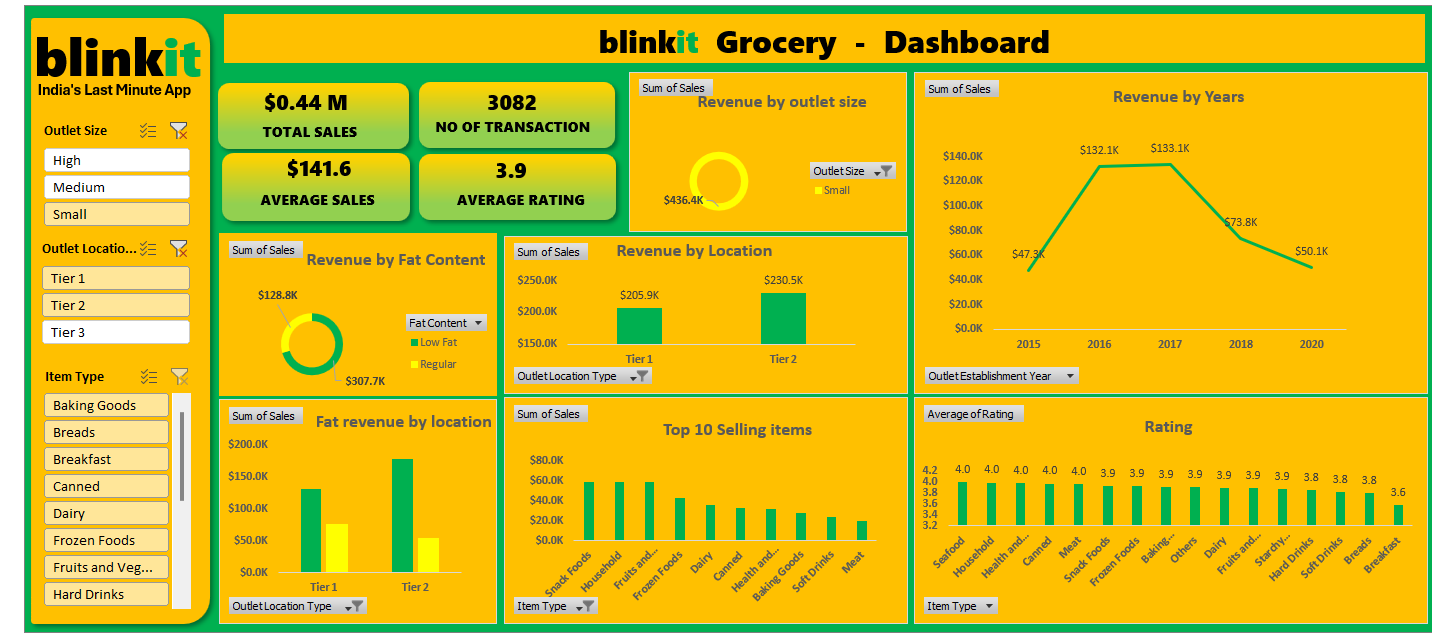 blinkit
India's Last Minute App
Outlet Size
High
Medium
Small
Outlet Locatio...
Tier 1
Tier 2
Tier 3
Item Type
Baking Goods
Breads
Breakfast
Canned
Dairy
Frozen Foods
Fruits and Veg...
Hard Drinks
blinkit Grocery - Dashboard
$0.44 M
TOTAL SALES
3082
NO OF TRANSACTION
$141.6
AVERAGE SALES
3.9
AVERAGE RATING
Sum of Sales
Revenue by outlet size
Outlet Size
Small
$436.4K
Sum of Sales
Revenue by Years
$140.0K
$120.0K
$100.0K
$80.0K
$60.0K
$40.0K
$20.0K
$0.0K
$47.3K
$132.1K
$133.1K
$73.8K
$50.1K
2015
2016
2017
2018
2020
Outlet Establishment Year
Sum of Sales
Revenue by Fat Content
$128.8K
Fat Content
Low Fat
Regular
$307.7K
Sum of Sales
Revenue by Location
$250.0K
$200.0K
$150.0K
$205.9K
$230.5K
Tier 1
Tier 2
Outlet Location Type
Sum of Sales
Fat revenue by location
$200.0K
$150.0K
$100.0K
$50.0K
$0.0K
Tier 1
Tier 2
Outlet Location Type
Sum of Sales
Top 10 Selling items
$80.0K
$60.0K
$40.0K
$20.0K
$0.0K
Snack Foods
Household
Fruits and...
Frozen Foods
Dairy
Canned
Health and...
Baking Goods
Soft Drinks
Meat
Item Type
Average of Rating
Rating
4.2
4.0
3.8
3.6
3.4
3.2
4.0
4.0
4.0
4.0
4.0
3.9
3.9
3.9
3.9
3.9
3.9
3.9
3.8
3.8
3.8
3.6
Seafood
Household
Health and...
Canned
Meat
Snack Foods
Frozen Foods
Baking...
Others
Dairy
Fruits and...
Starchy...
Hard Drinks
Soft Drinks
Breads
Breakfast
Item Type